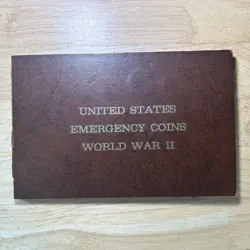 UNITED STATES
EMERGENCY COINS
WORLD WAR II